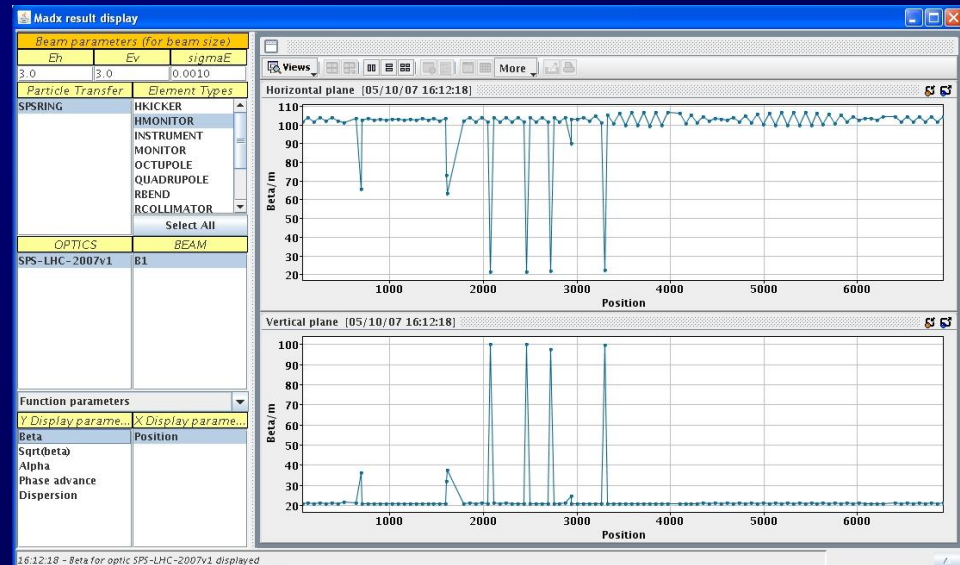 Madx result display
Beam parameters (for beam size)
Eh Ev sigmaE
3.0 3.0 0.0010
Particle Transfer Element Types
SPSRING
HKICKER
HMONITOR
INSTRUMENT
MONITOR
OCTUPOLE
QUADRUPOLE
RBEND
RCOLLIMATOR
Select All
OPTICS BEAM
SPS-LHC-2007v1 B1
Function parameters
Y Display parame... X Display parame...
Beta Position
Sqrt(beta)
Alpha
Phase advance
Dispersion
16:12:18 - Beta for optic SPS-LHC-2007v1 displayed
Views More
Horizontal plane [05/10/07 16:12:18]
110
100
90
80
70
60
50
40
30
20
Beta/m
1000 2000 3000 4000 5000 6000
Position
Vertical plane [05/10/07 16:12:18]
100
90
80
70
60
50
40
30
20
Beta/m
1000 2000 3000 4000 5000 6000
Position